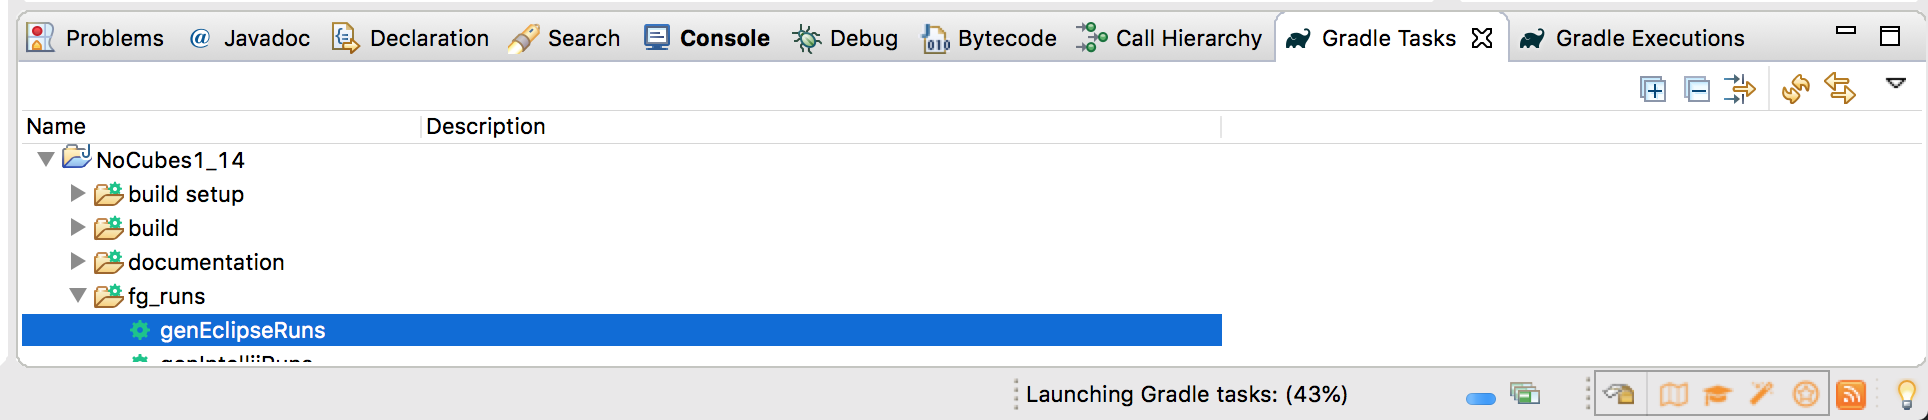 Problems @ Javadoc Declaration Search Console Debug Bytecode Call Hierarchy Gradle Tasks Gradle Executions
Name Description
NoCubes1_14
build setup
build
documentation
fg_runs
genEclipseRuns
genIntellijRuns
Launching Gradle tasks: (43%)